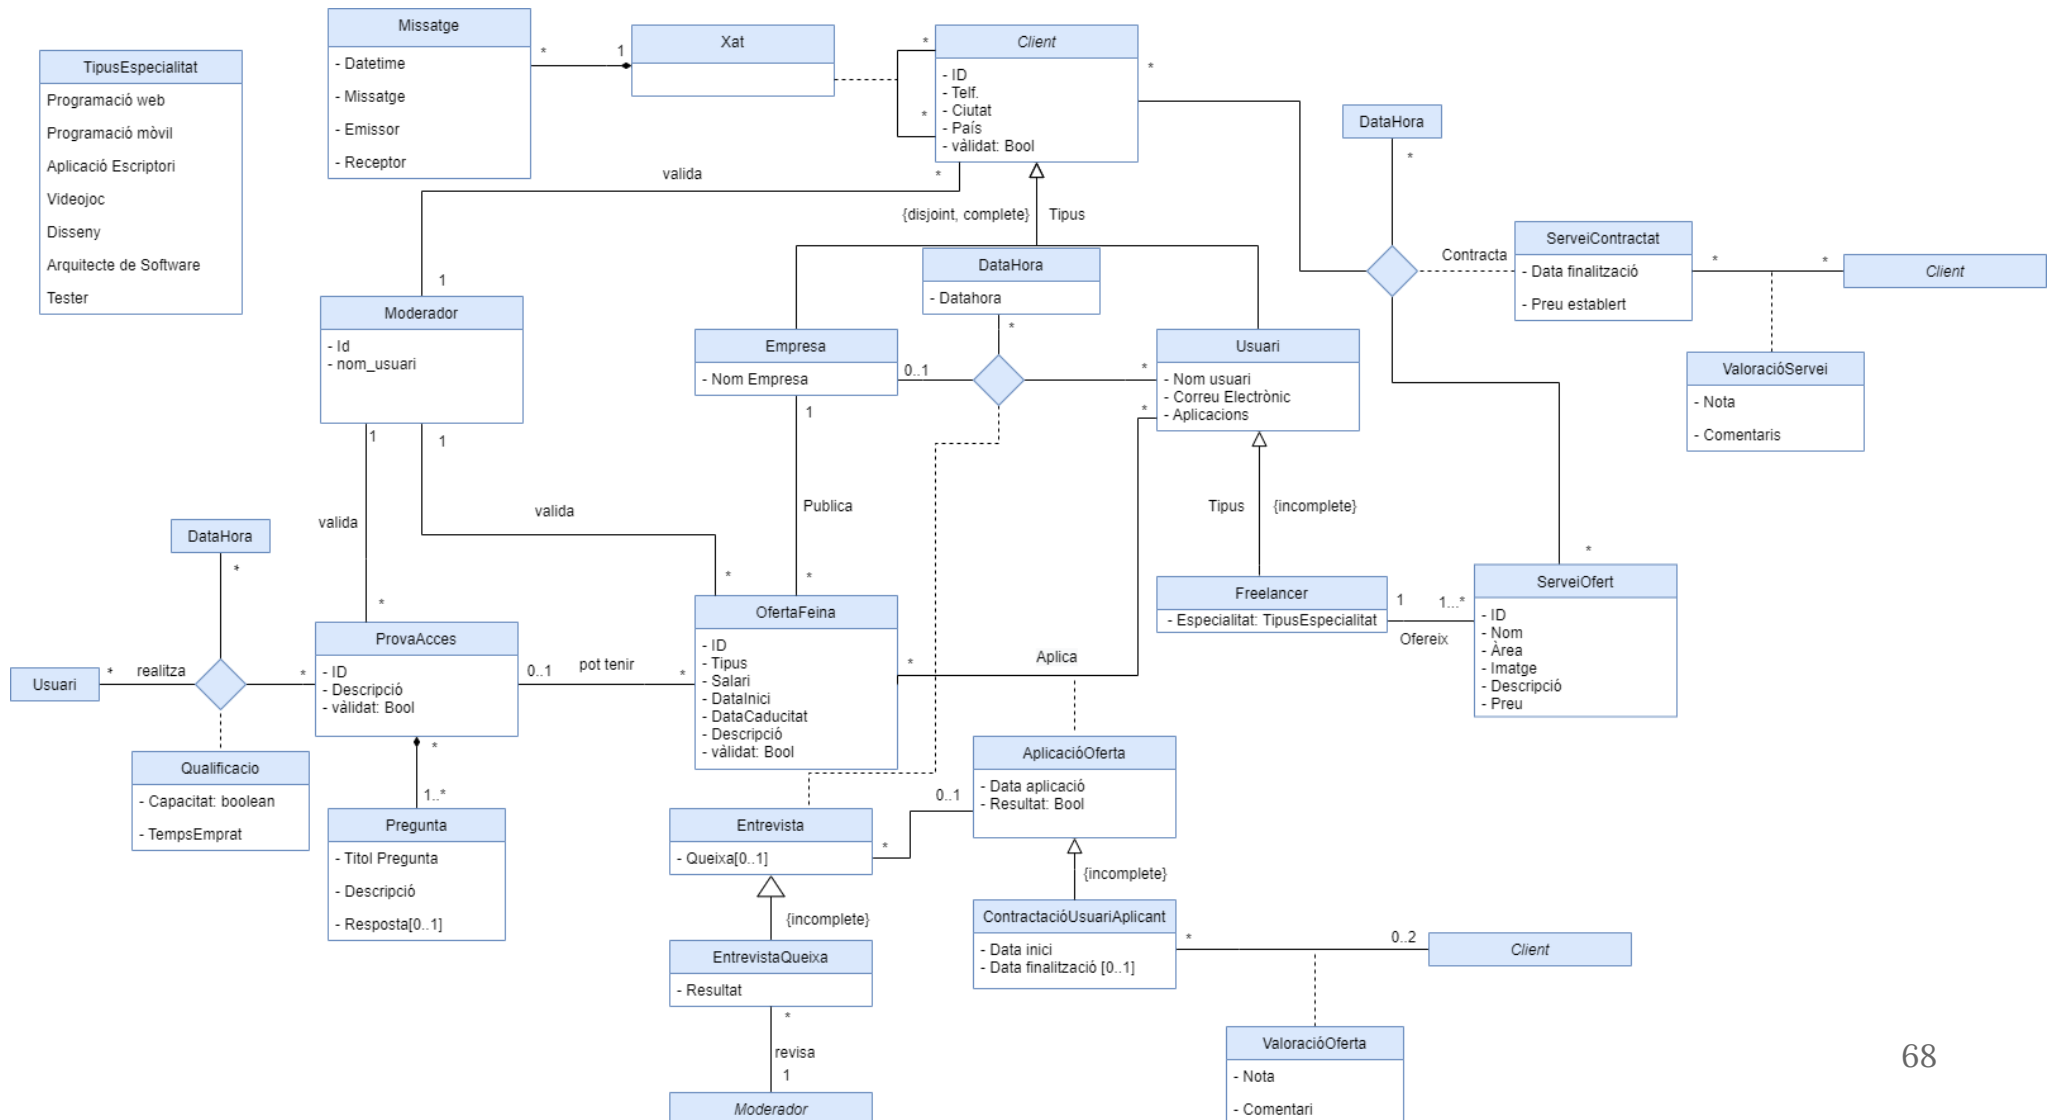 Missatge
- Datetime
- Missatge
- Emissor
- Receptor
*
1
Xat
*
*
Client
- ID
- Telf.
- Ciutat
- País
- vàlidat: Bool
*
*
TipusEspecialitat
Programació web
Programació mòvil
Aplicació Escriptori
Videojoc
Disseny
Arquitecte de Software
Tester
DataHora
*
valida
{disjoint, complete}
Tipus
1
Moderador
- Id
- nom_usuari
1
1
DataHora
- Datahora
*
Contracta
ServeiContractat
- Data finalització
- Preu establert
*
*
Client
ValoracióServei
- Nota
- Comentaris
Empresa
- Nom Empresa
0..1
1
*
*
Usuari
- Nom usuari
- Correu Electrònic
- Aplicacions
Tipus
{incomplete}
valida
valida
Publica
DataHora
*
*
*
*
*
Freelancer
- Especialitat: TipusEspecialitat
1
1...*
Ofereix
ServeiOfert
- ID
- Nom
- Àrea
- Imatge
- Descripció
- Preu
Usuari
*
realitza
*
ProvaAcces
- ID
- Descripció
- vàlidat: Bool
0..1
pot tenir
*
OfertaFeina
- ID
- Tipus
- Salari
- DataInici
- DataCaducitat
- Descripció
- vàlidat: Bool
*
Aplica
Qualificacio
- Capacitat: boolean
- TempsEmprat
*
1..*
Pregunta
- Titol Pregunta
- Descripció
- Resposta[0..1]
AplicacióOferta
- Data aplicació
- Resultat: Bool
0..1
*
Entrevista
- Queixa[0..1]
{incomplete}
{incomplete}
EntrevistaQueixa
- Resultat
*
revisa
1
Moderador
ContractacióUsuariAplicant
- Data inici
- Data finalització [0..1]
*
0..2
Client
ValoracióOferta
- Nota
- Comentari
68